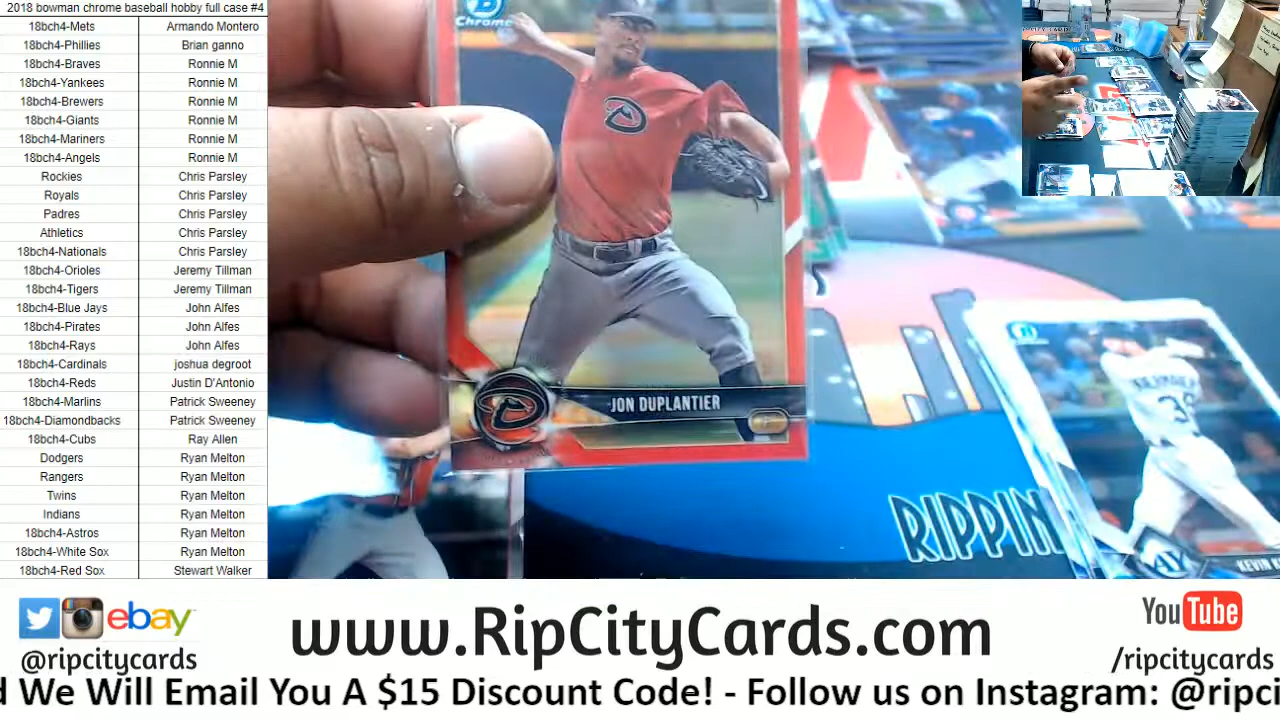 2018 bowman chrome baseball hobby full case #4
18bch4-Mets Armando Montero
18bch4-Phillies Brian ganno
18bch4-Braves Ronnie M
18bch4-Yankees Ronnie M
18bch4-Brewers Ronnie M
18bch4-Giants Ronnie M
18bch4-Mariners Ronnie M
18bch4-Angels Ronnie M
Rockies Chris Parsley
Royals Chris Parsley
Padres Chris Parsley
Athletics Chris Parsley
18bch4-Nationals Chris Parsley
18bch4-Orioles Jeremy Tillman
18bch4-Tigers Jeremy Tillman
18bch4-Blue Jays John Alfes
18bch4-Pirates John Alfes
18bch4-Rays John Alfes
18bch4-Cardinals joshua degroot
18bch4-Reds Justin D'Antonio
18bch4-Marlins Patrick Sweeney
18bch4-Diamondbacks Patrick Sweeney
18bch4-Cubs Ray Allen
Dodgers Ryan Melton
Rangers Ryan Melton
Twins Ryan Melton
Indians Ryan Melton
18bch4-Astros Ryan Melton
18bch4-White Sox Ryan Melton
18bch4-Red Sox Stewart Walker
Chrome
JON DUPLANTIER
RIPPIN
KEVIN
ebay
@ripcitycards
www.RipCityCards.com
YouTube
/ripcitycards
d We Will Email You A $15 Discount Code! - Follow us on Instagram: @ripci